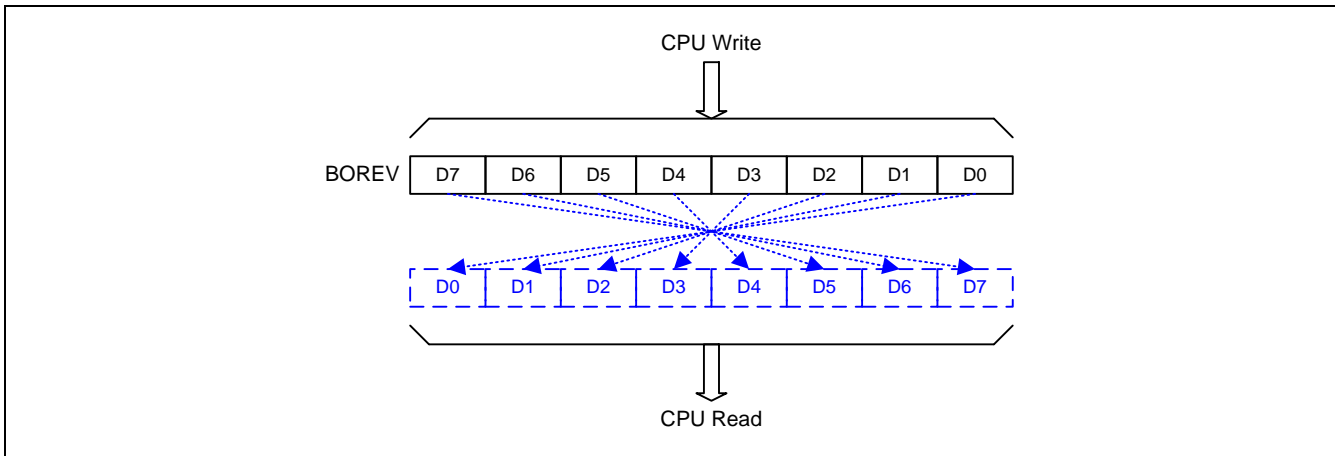 CPU Write
BOREV D7 D6 D5 D4 D3 D2 D1 D0
D0 D1 D2 D3 D4 D5 D6 D7
CPU Read